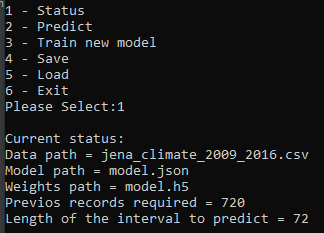 1 - Status
2 - Predict
3 - Train new model
4 - Save
5 - Load
6 - Exit
Please Select:1
Current status:
Data path = jena_climate_2009_2016.csv
Model path = model.json
Weights path = model.h5
Previos records required = 720
Length of the interval to predict = 72